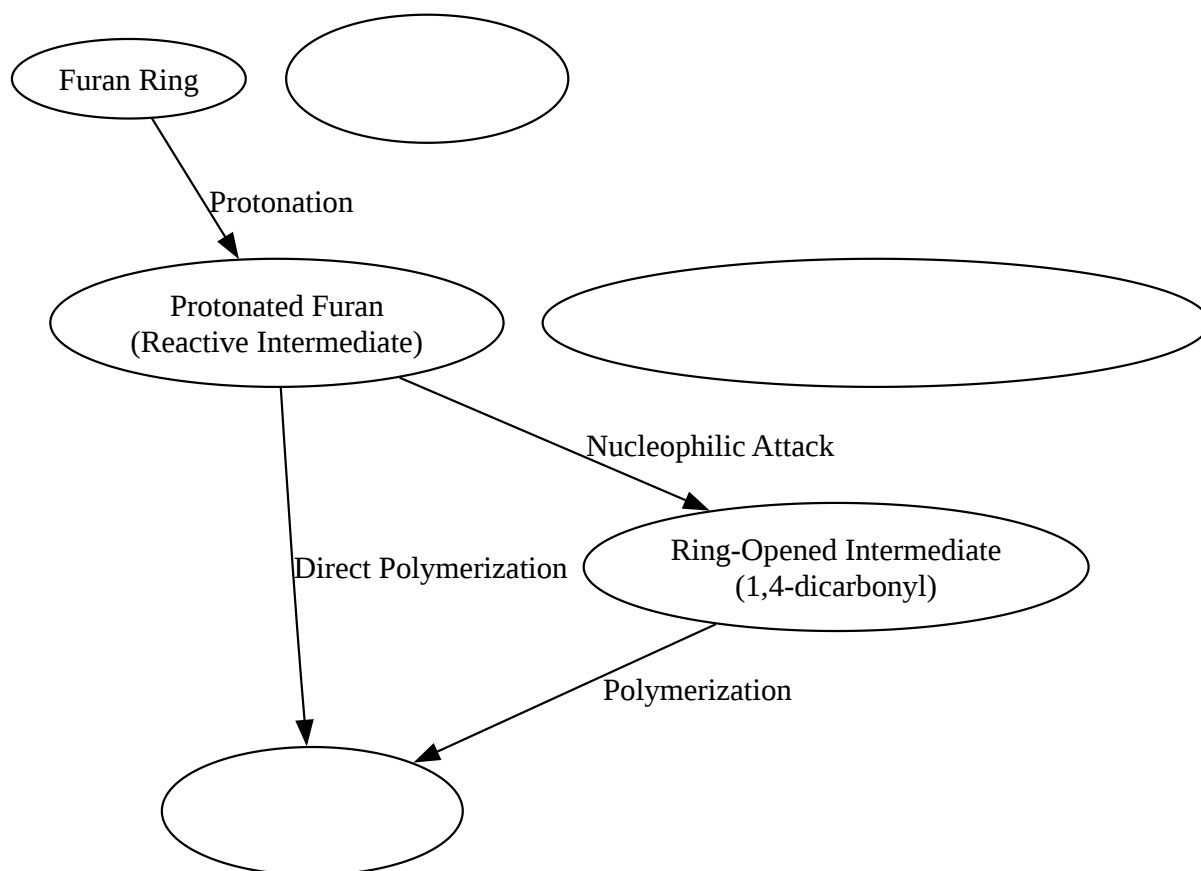 Furan Ring
Protonation
Protonated Furan
(Reactive Intermediate)
Nucleophilic Attack
Direct Polymerization
Ring-Opened Intermediate
(1,4-dicarbonyl)
Polymerization